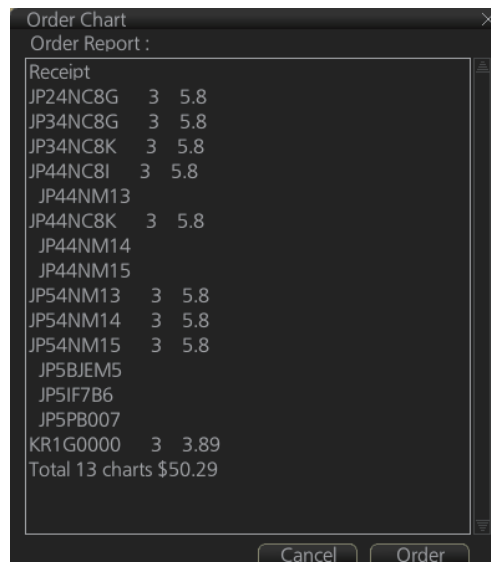 Order Chart
Order Report :
Receipt
JP24NC8G 3 5.8
JP34NC8G 3 5.8
JP34NC8K 3 5.8
JP44NC8I 3 5.8
JP44NM13
JP44NC8K 3 5.8
JP44NM14
JP44NM15
JP54NM13 3 5.8
JP54NM14 3 5.8
JP54NM15 3 5.8
JP5BJEM5
JP5IF7B6
JP5PB007
KR1G0000 3 3.89
Total 13 charts $50.29
Cancel Order